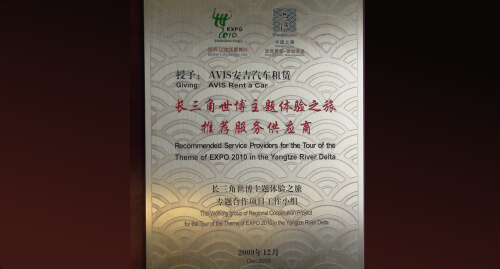 EXPO
2010
中国上海
授予：AVIS安吉汽车租赁
Giving: AVIS Rent a Car
长三角世博主题体验之旅
推荐服务供应商
Recommended Service Providers for the Tour of the
Theme of EXPO 2010 in the Yangtze River Delta
长三角世博主题体验之旅
专题合作项目工作小组
The Working group of Regional Cooperation Project
for the Tour of the Theme of EXPO 2010 in the Yangtze River Delta
2009年12月